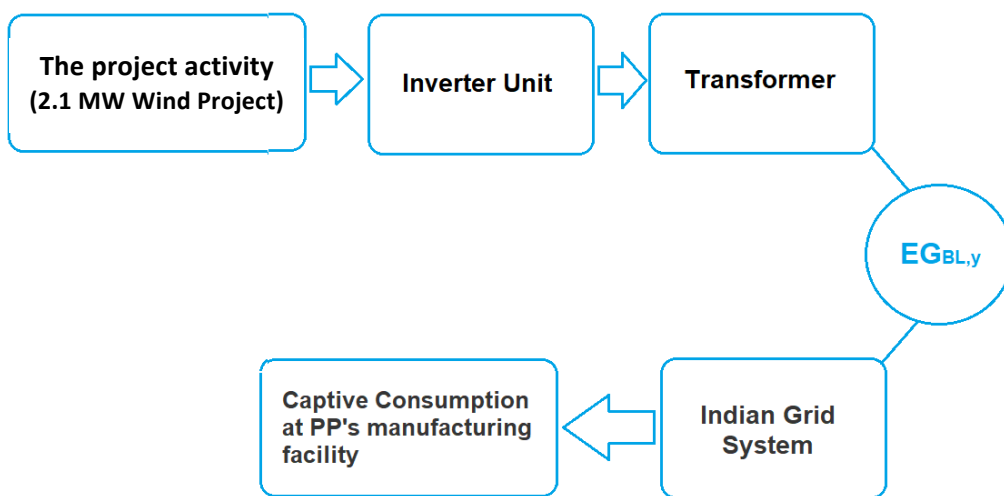 The project activity
(2.1 MW Wind Project)
Inverter Unit
Transformer
EGBL,y
Captive Consumption
at PP's manufacturing
facility
Indian Grid
System